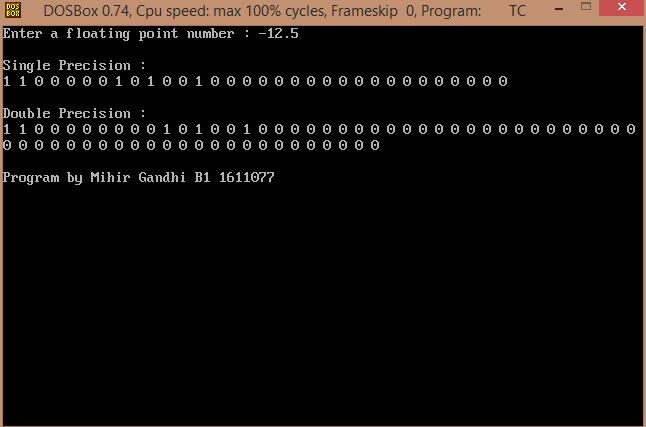 DOS
BOX
DOSBox 0.74, Cpu speed: max 100% cycles, Frameskip 0, Program: TC
Enter a floating point number : -12.5
Single Precision :
1 1 0 0 0 0 0 1 0 1 0 0 1 0 0 0 0 0 0 0 0 0 0 0 0 0 0 0 0 0 0 0
Double Precision :
1 1 0 0 0 0 0 0 0 0 1 0 1 0 0 1 0 0 0 0 0 0 0 0 0 0 0 0 0 0 0 0 0 0 0 0 0 0 0 0
0 0 0 0 0 0 0 0 0 0 0 0 0 0 0 0 0 0 0 0 0 0 0 0
Program by Mihir Gandhi B1 1611077